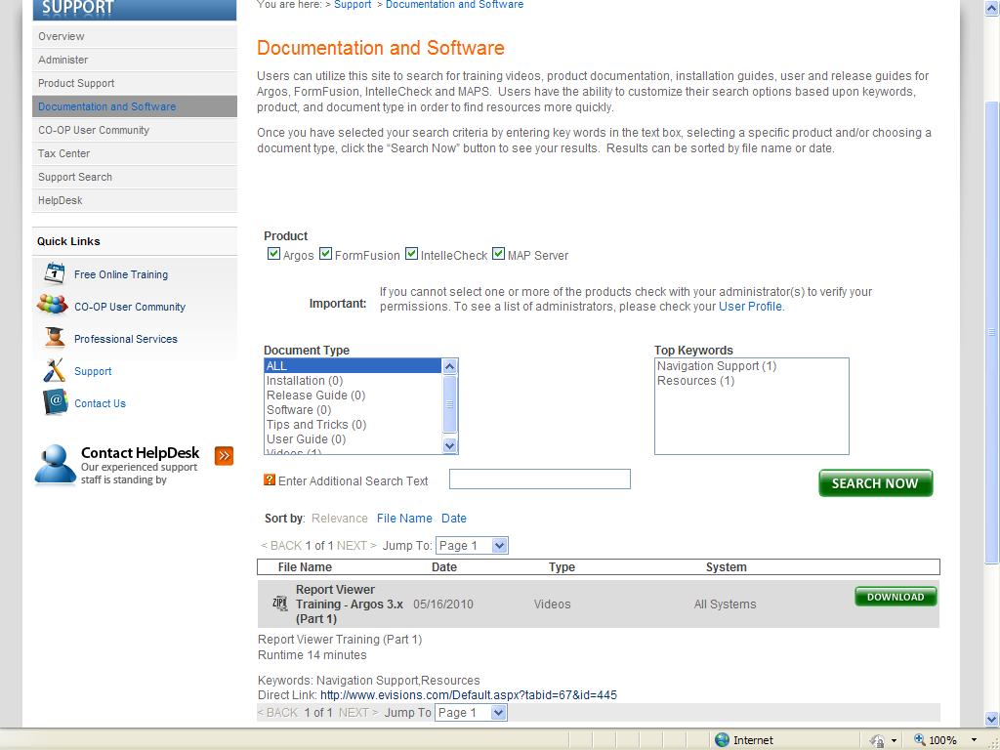 SUPPORT
You are here: > Support > Documentation and Software
Overview
Administer
Product Support
Documentation and Software
CO-OP User Community
Tax Center
Support Search
HelpDesk
Quick Links
1
Free Online Training
CO-OP User Community
Professional Services
Support
@
Contact Us
Contact HelpDesk
Our experienced support
staff is standing by
Documentation and Software
Users can utilize this site to search for training videos, product documentation, installation guides, user and release guides for
Argos, FormFusion, IntelleCheck and MAPS.  Users have the ability to customize their search options based upon keywords,
product, and document type in order to find resources more quickly.
Once you have selected your search criteria by entering key words in the text box, selecting a specific product and/or choosing a
document type, click the “Search Now” button to see your results.  Results can be sorted by file name or date.
Product
Argos FormFusion IntelleCheck MAP Server
Important:
If you cannot select one or more of the products check with your administrator(s) to verify your
permissions. To see a list of administrators, please check your User Profile.
Document Type
ALL
Installation (0)
Release Guide (0)
Software (0)
Tips and Tricks (0)
User Guide (0)
Videos (1)
Top Keywords
Navigation Support (1)
Resources (1)
? Enter Additional Search Text
SEARCH NOW
Sort by: Relevance File Name Date
< BACK 1 of 1 NEXT > Jump To: Page 1
File Name Date Type System
ZIP
Report Viewer
Training - Argos 3.x
(Part 1)
05/16/2010 Videos All Systems DOWNLOAD
Report Viewer Training (Part 1)
Runtime 14 minutes
Keywords: Navigation Support,Resources
Direct Link: http://www.evisions.com/Default.aspx?tabid=67&id=445
< BACK 1 of 1 NEXT > Jump To Page 1
Internet 100%